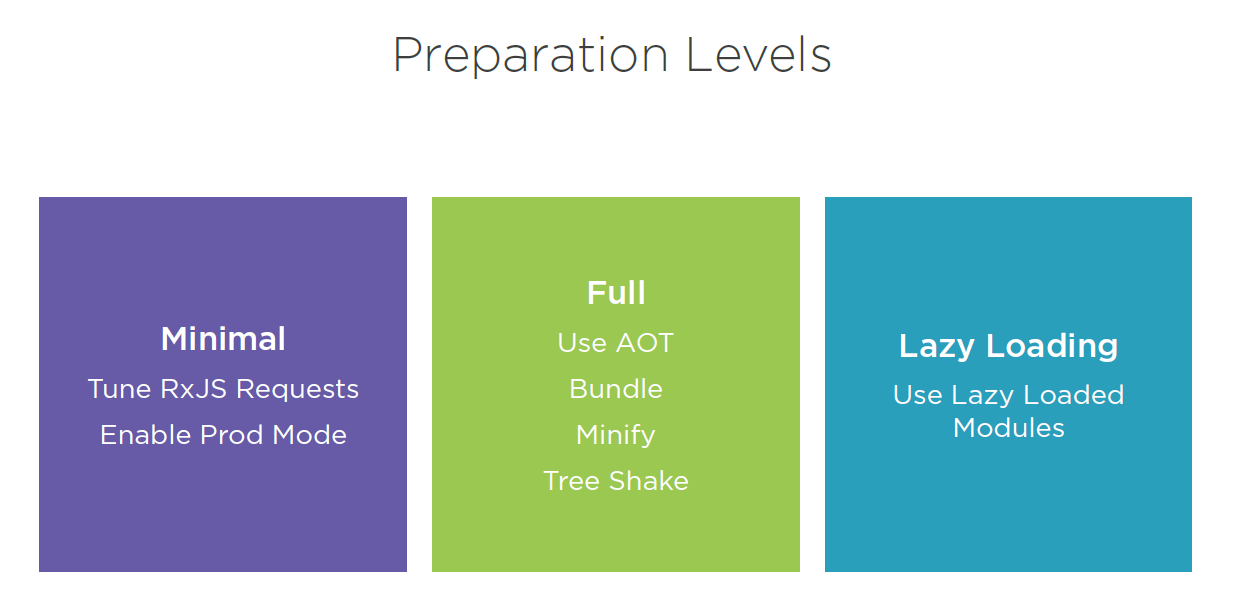 Preparation Levels
Minimal
Tune RxJS Requests
Enable Prod Mode
Full
Use AOT
Bundle
Minify
Tree Shake
Lazy Loading
Use Lazy Loaded
Modules